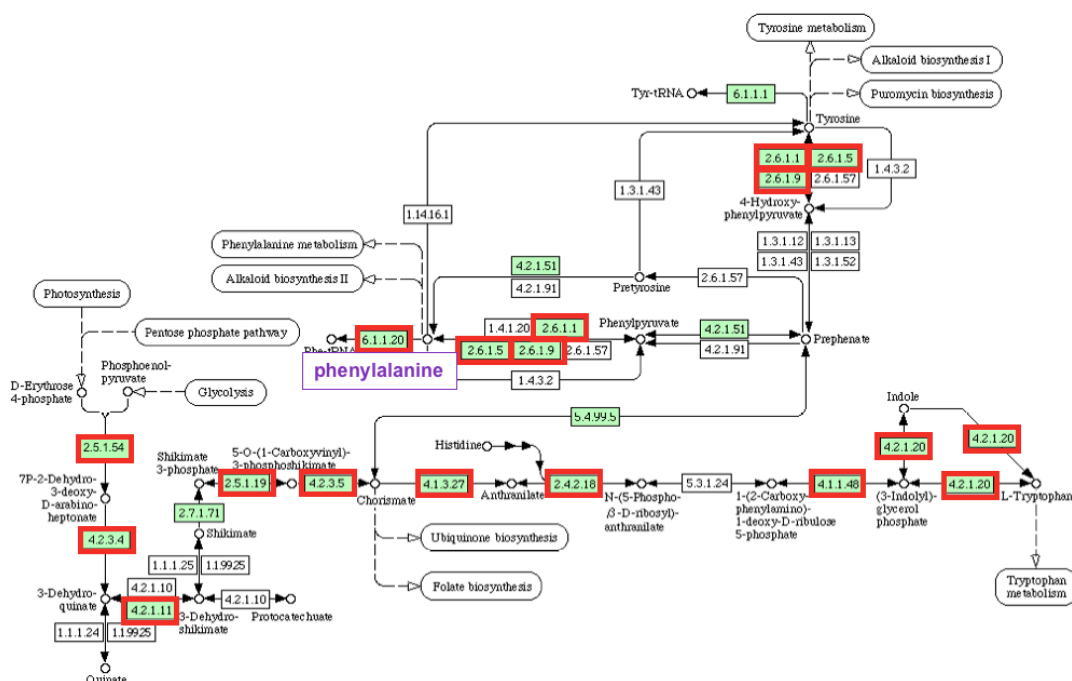 Tyrosine metabolism
Alkaloid biosynthesis I
Tyr-tRNA
6.1.1.1
Puromycin biosynthesis
Tyrosine
2.6.1.1
2.6.1.5
2.6.1.9
2.6.1.57
1.4.3.2
1.3.1.43
4-Hydroxy-
phenylpyruvate
1.14.16.1
Phenylalanine metabolism
1.3.1.12
1.3.1.13
1.3.1.43
1.3.1.52
4.2.1.51
4.2.1.91
2.6.1.57
Pretyrosine
Alkaloid biosynthesis II
Photosynthesis
Pentose phosphate pathway
6.1.1.20
1.4.1.20
2.6.1.1
2.6.1.5
2.6.1.9
2.6.1.57
Phenylpyruvate
4.2.1.51
4.2.1.91
Prephenate
phenylalanine
1.4.3.2
Phosphoenol-
pyruvate
D-Erythrose
4-phosphate
Glycolysis
5.4.99.5
Indole
2.5.1.54
Histidine
4.2.1.20
4.2.1.20
Shikimate
3-phosphate
5-O-(1-Carboxyvinyl)-
3-phosphoshikimate
7P-2-Dehydro-
3-deoxy-
D-arabino-
heptonate
2.5.1.19
4.2.3.5
Chorismate
4.1.3.27
Anthranilate
2.4.2.18
N-(5-Phospho-
β-D-ribosyl)-
anthranilate
5.3.1.24
1-(2-Carboxy-
phenylamino)-
1-deoxy-D-ribulose
5-phosphate
4.1.1.48
(3-Indolyl)-
glycerol
phosphate
4.2.1.20
L-Tryptophan
2.7.1.71
Shikimate
4.2.3.4
1.1.1.25
1.1.99.25
Ubiquinone biosynthesis
Folate biosynthesis
Tryptophan
metabolism
3-Dehydro-
quinate
4.2.1.10
4.2.1.11
3-Dehydro-
shikimate
4.2.1.10
Protocatechuate
1.1.1.24
1.1.99.25
Quinate